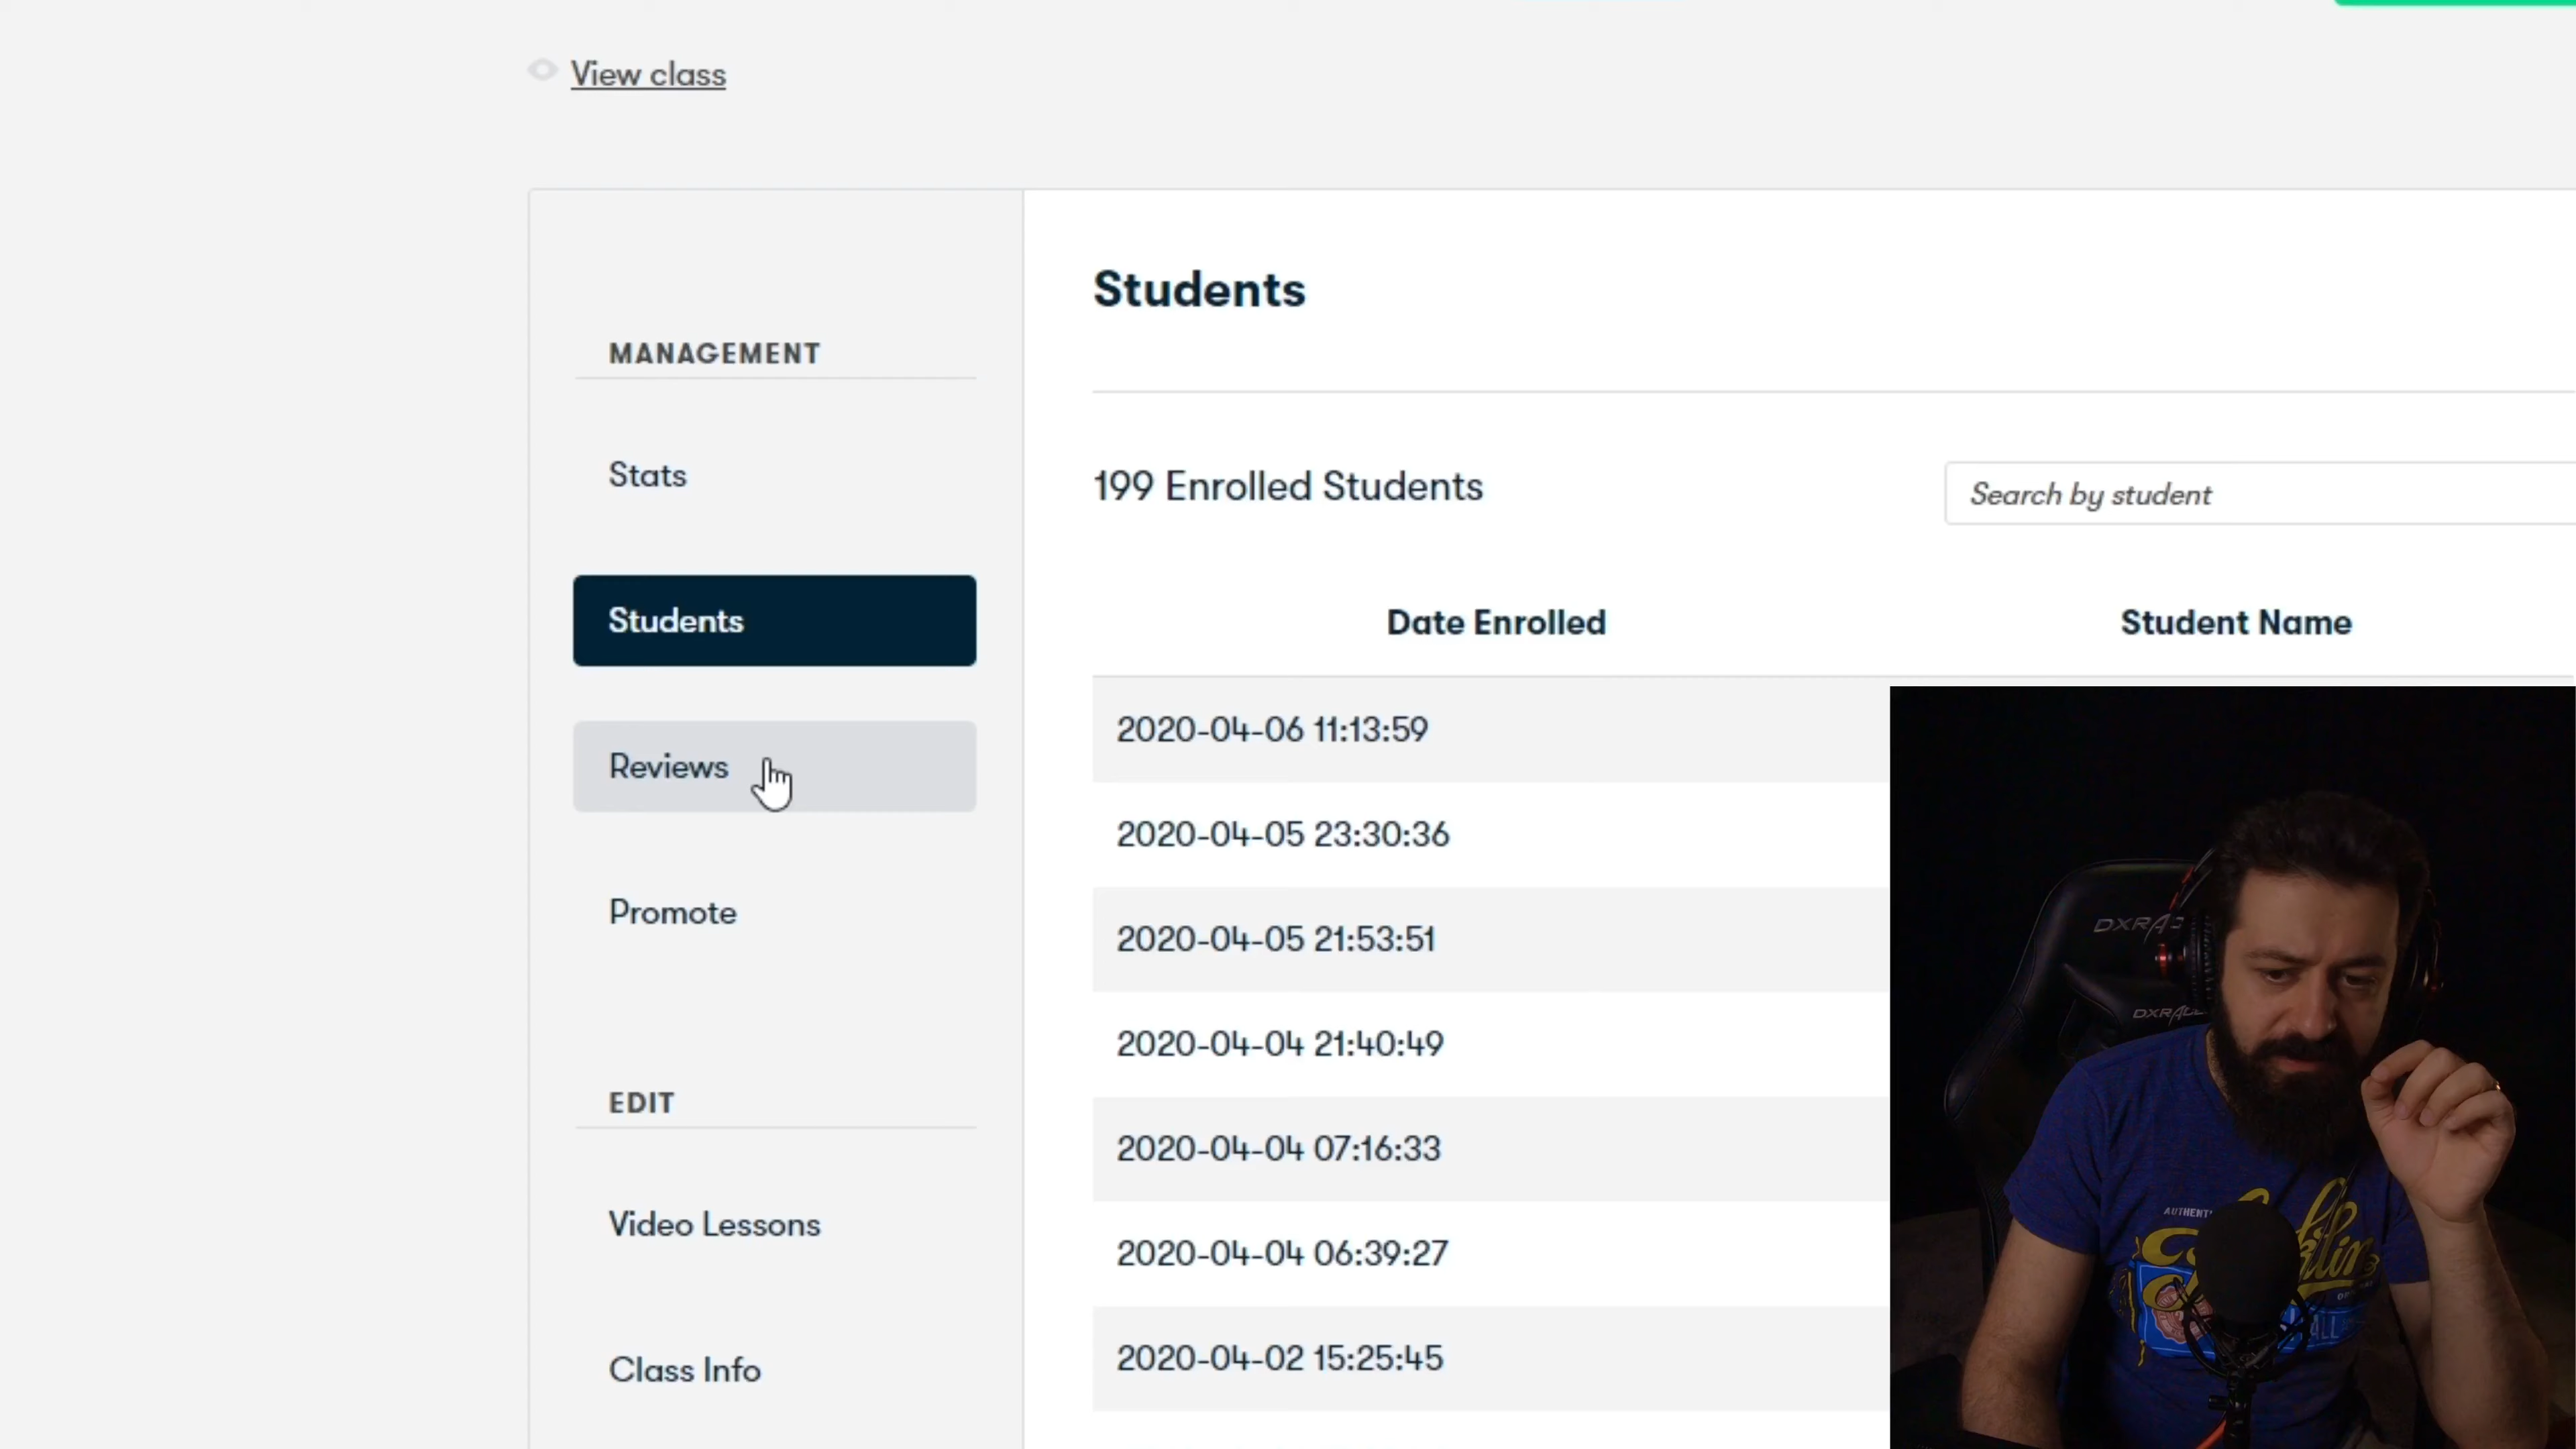 View class
MANAGEMENT
Stats
Students
Reviews
Promote
EDIT
Video Lessons
Class Info
Students
199 Enrolled Students
Search by student
Date Enrolled
Student Name
2020-04-06 11:13:59
2020-04-05 23:30:36
2020-04-05 21:53:51
2020-04-04 21:40:49
2020-04-04 07:16:33
2020-04-04 06:39:27
2020-04-02 15:25:45